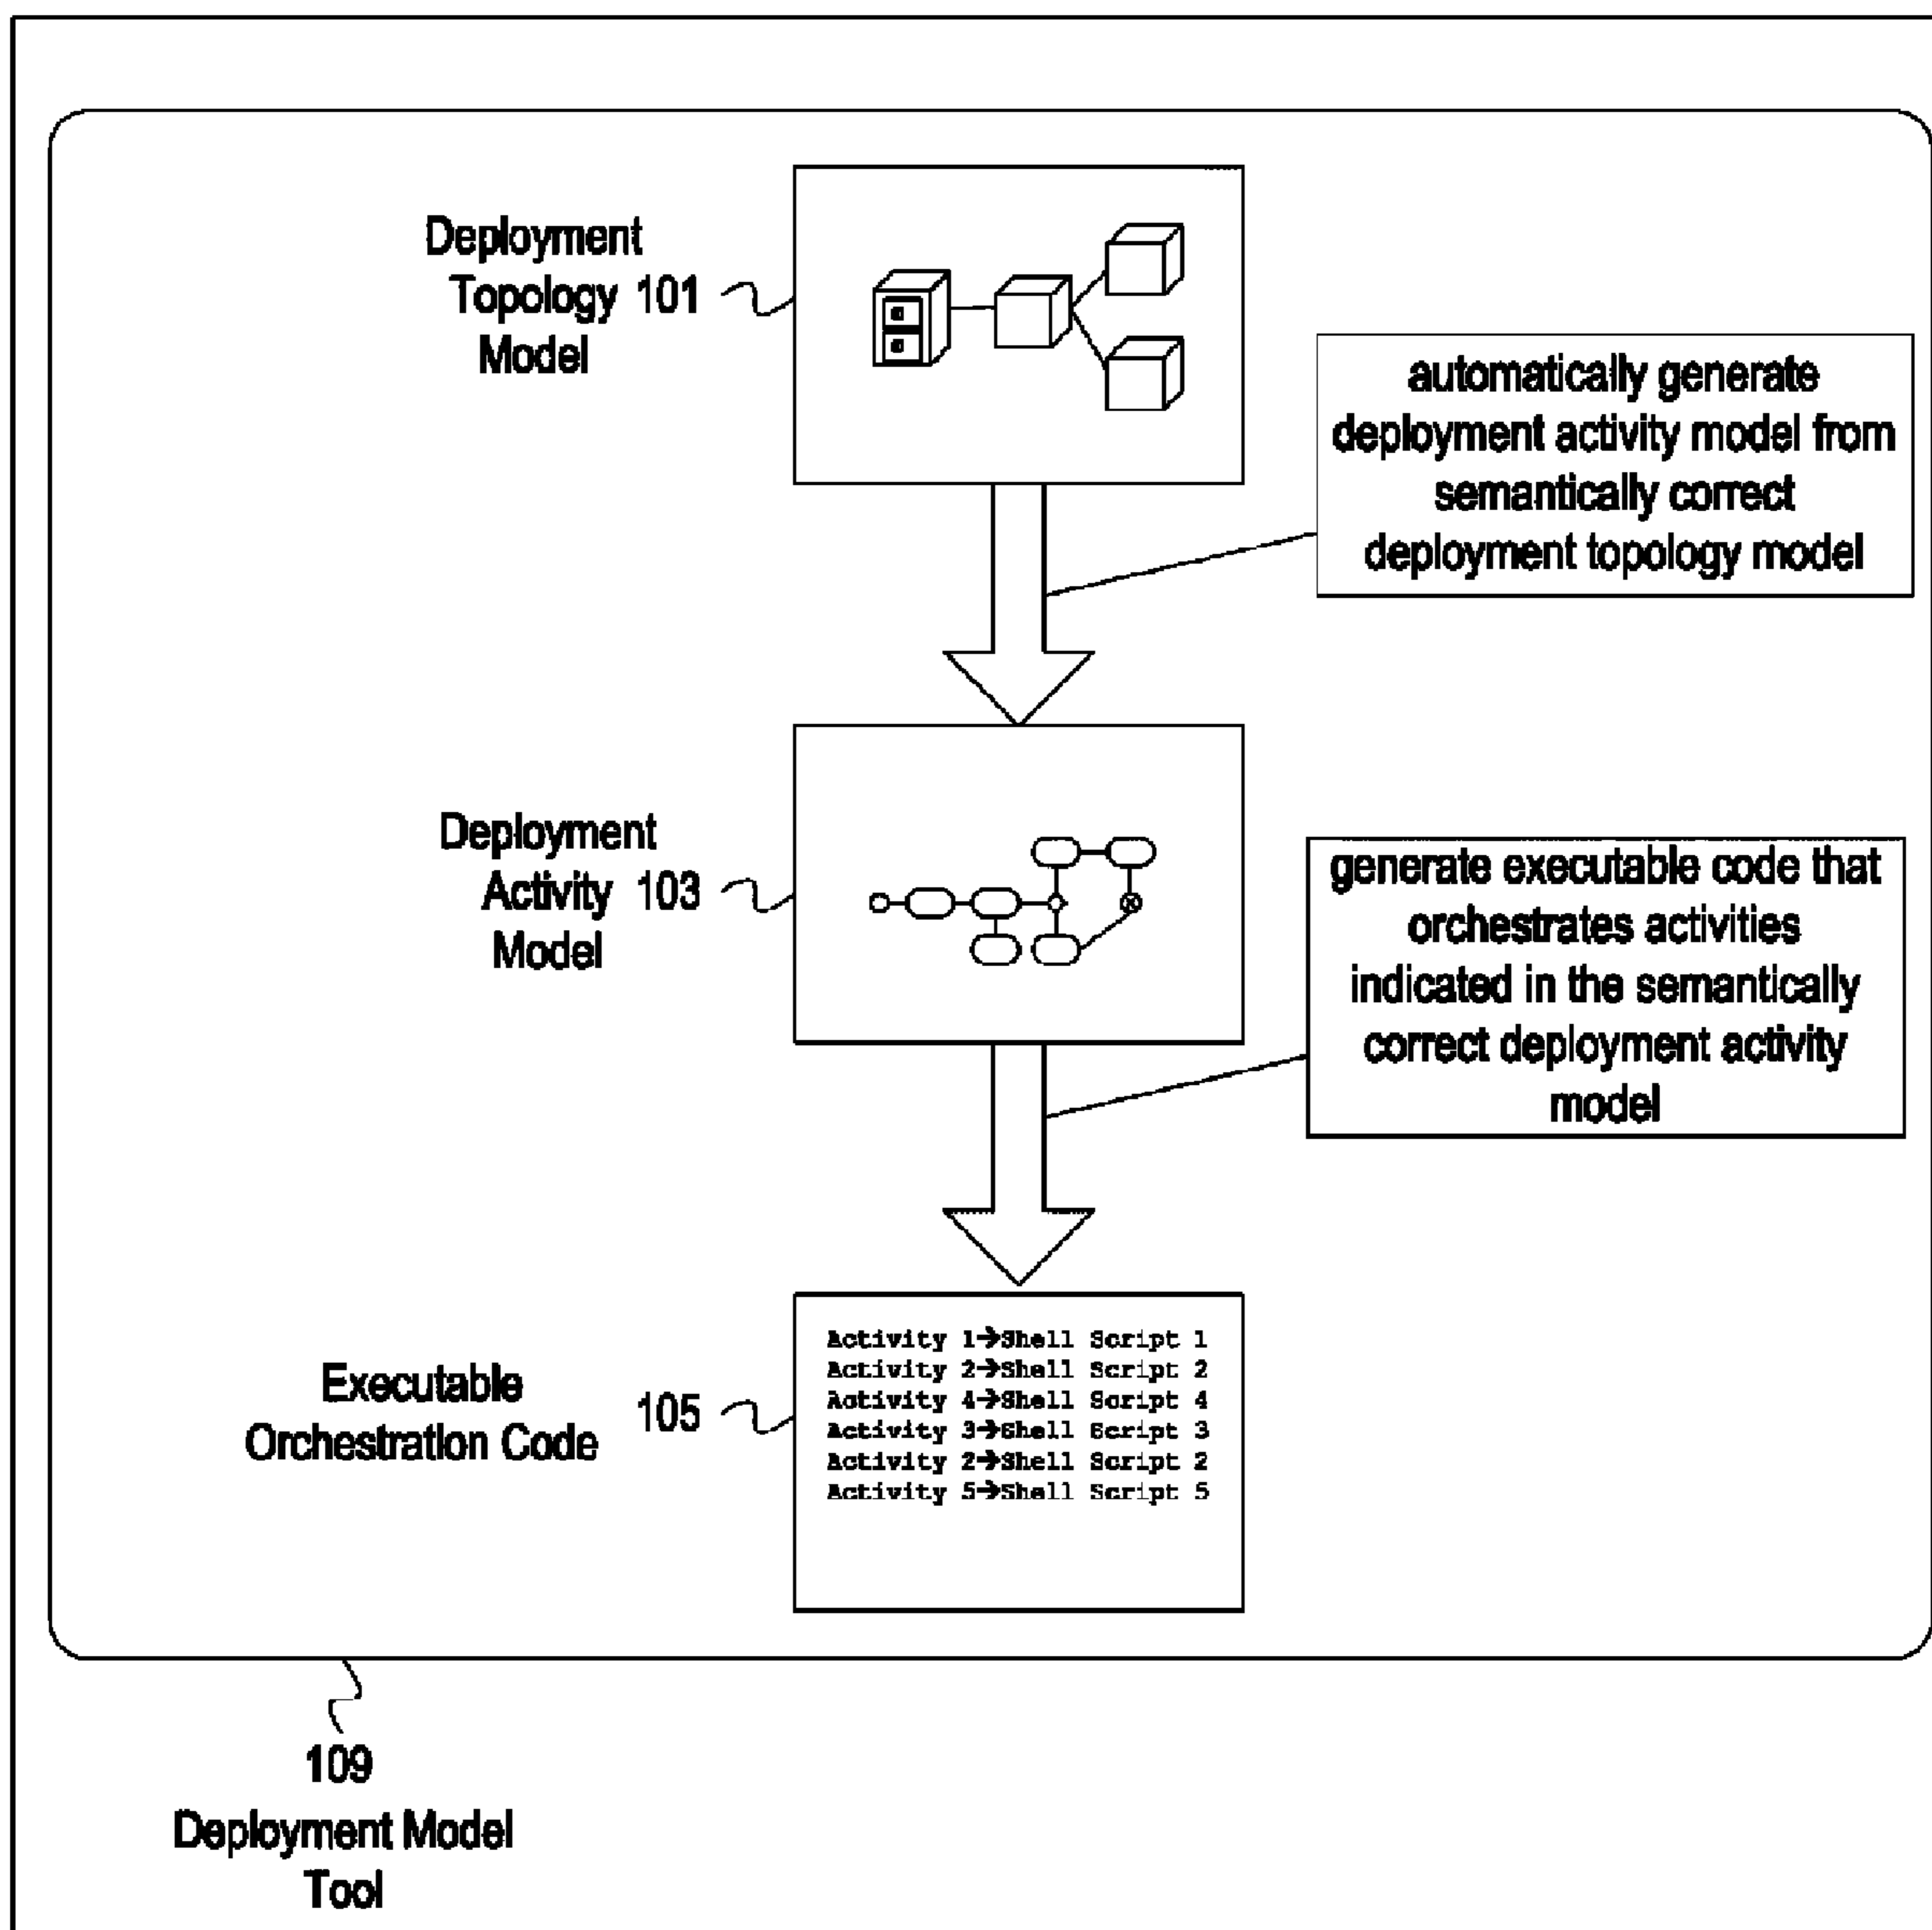 Deployment
Topology 101
Model
automatically generate
deployment activity model from
semantically correct
deployment topology model
Deployment
Activity 103
Model
generate executable code that
orchestrates activities
indicated in the semantically
correct deployment activity
model
Executable
Orchestration Code 105
Activity 1→Shell Script 1
Activity 2→Shell Script 2
Activity 4→Shell Script 4
Activity 3→Shell Script 3
Activity 2→Shell Script 2
Activity 5→Shell Script 5
109
Deployment Model
Tool